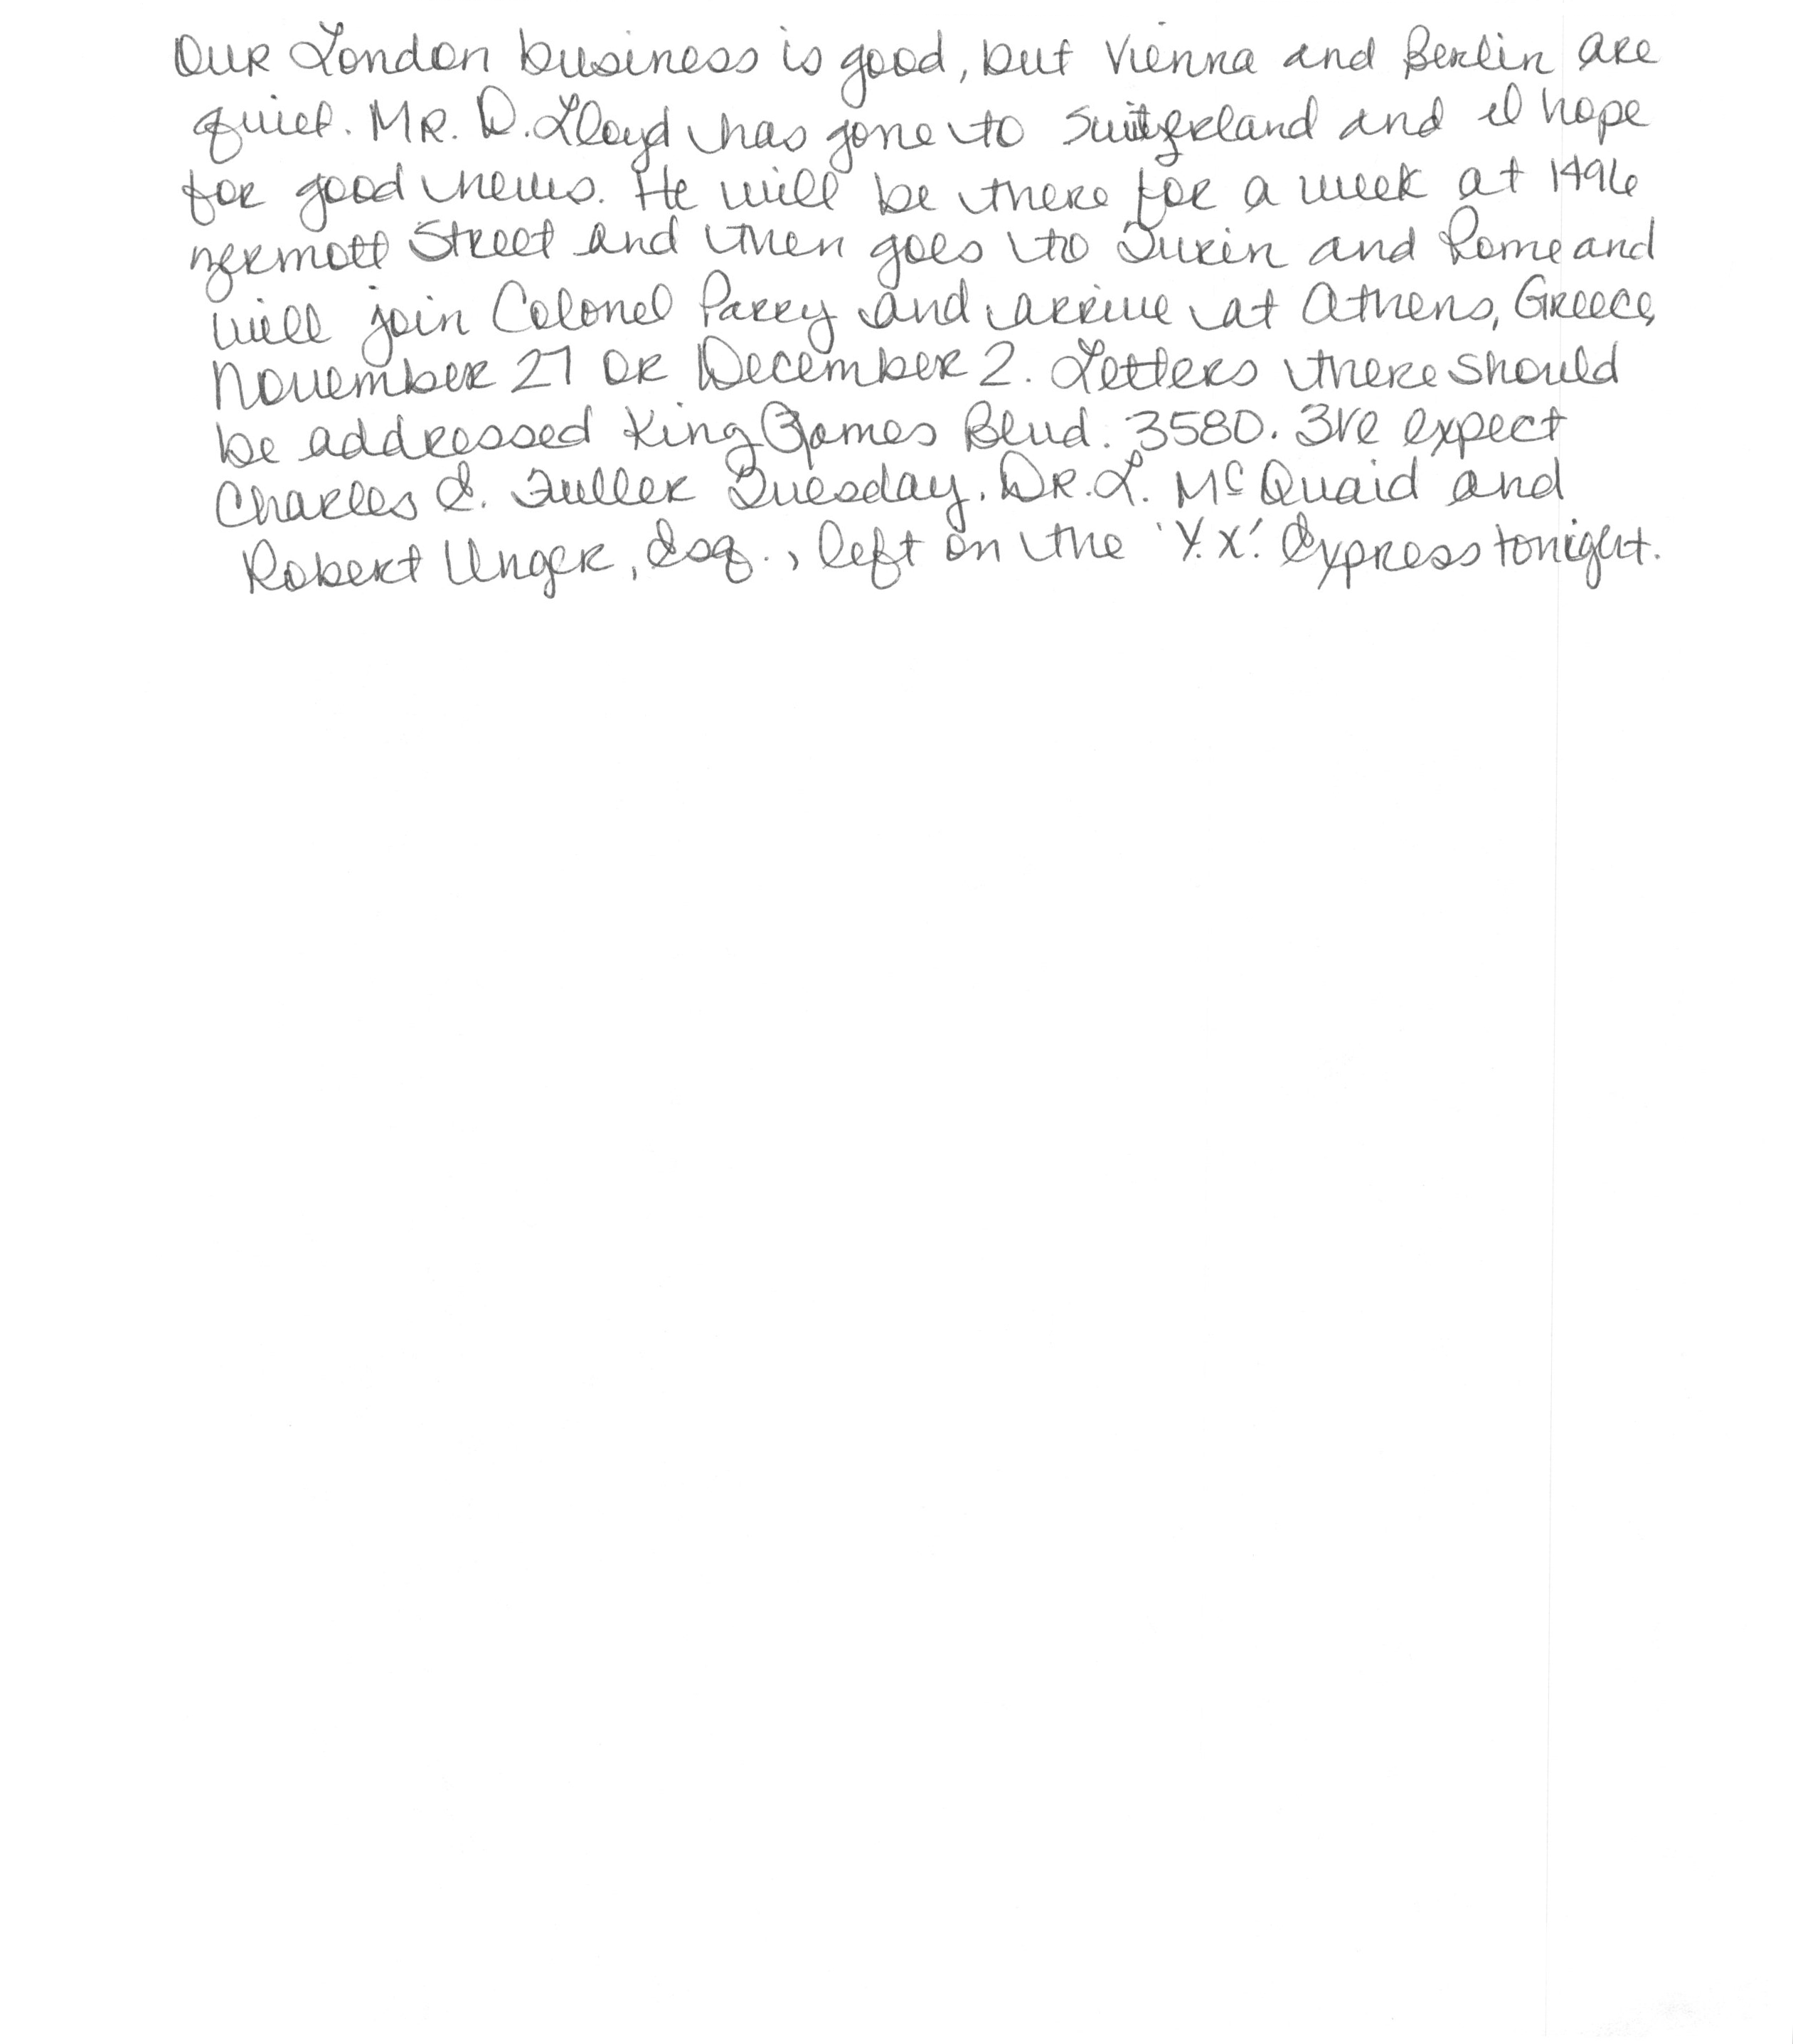 Our London business is good, but Vienna and Berlin are
quiet. Mr. D. Lloyd has gone to Switzerland and I hope
for good news. He will be there for a week at 1496
zermott Street and then goes to Turin and Rome and
will join Colonel Parry and arrive at Athens, Greece,
November 27 or December 2. Letters there should
be addressed King James Blvd. 3580. We expect
Charles E. Fuller Tuesday. Dr. L. McQuaid and
Robert Unger, Esq., left on the 'Y.X.' Express tonight.